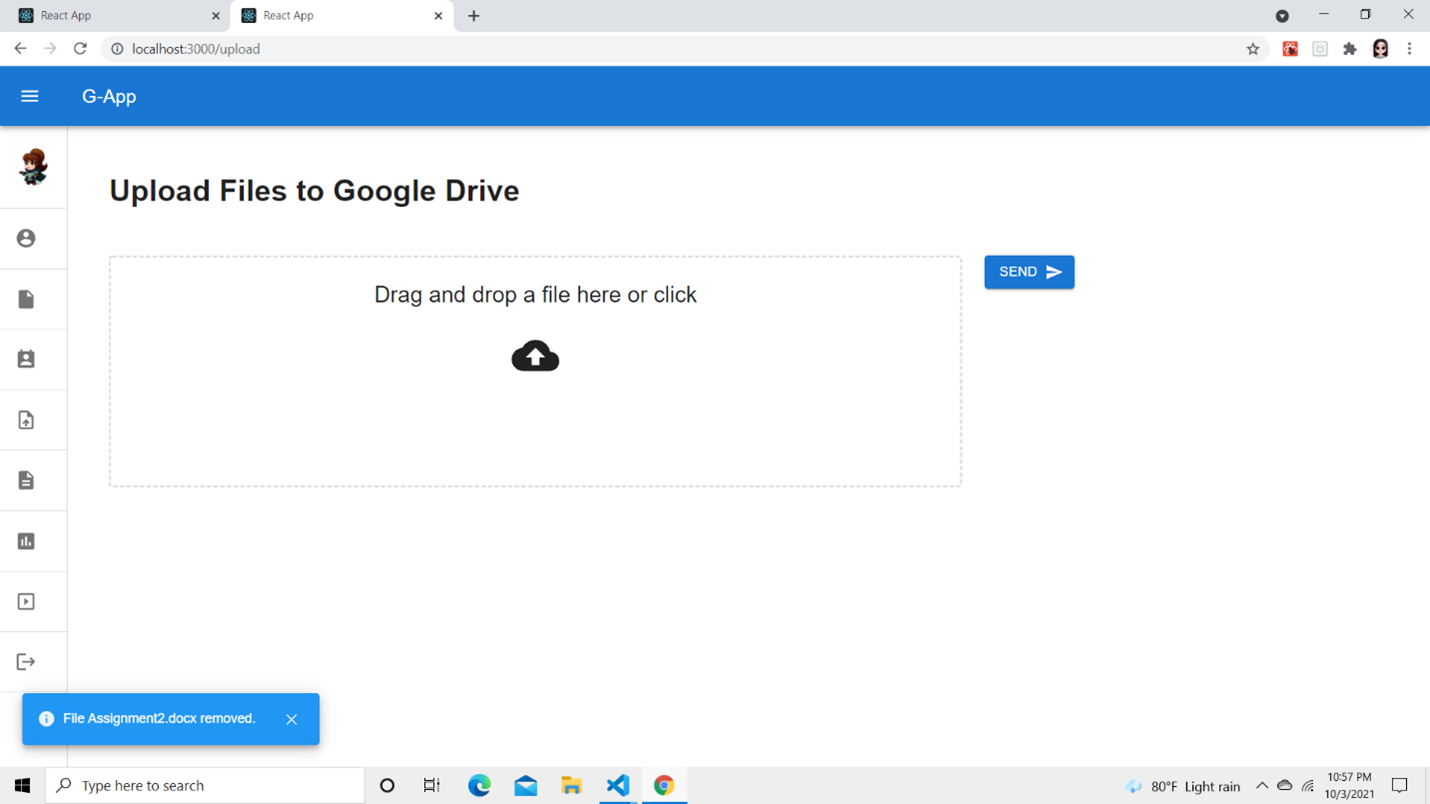 React App
React App
localhost:3000/upload
G-App
Upload Files to Google Drive
Drag and drop a file here or click
SEND
File Assignment2.docx removed.
Type here to search
80°F Light rain
10:57 PM
10/3/2021